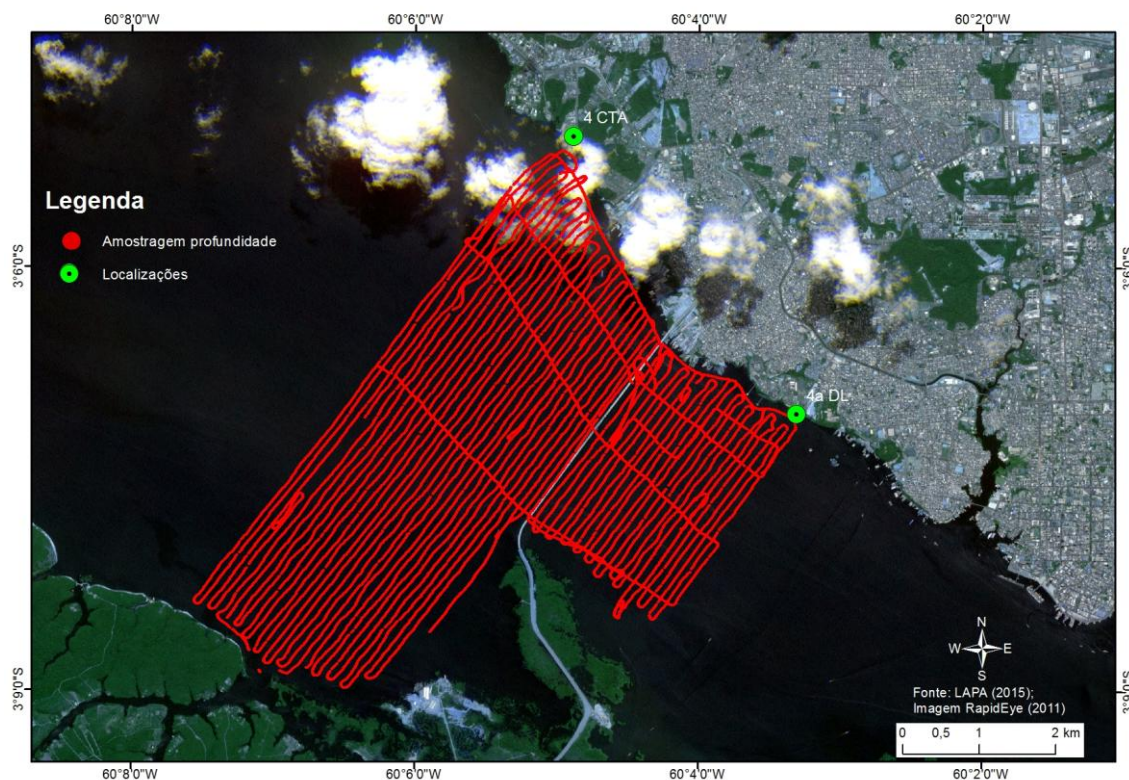 60°8'0"W 60°6'0"W 60°4'0"W 60°2'0"W
4 CTA
Legenda
Amostragem profundidade
Localizações
3°6'0"S 3°6'0"S
4a DL
N
W E
S
3°9'0"S 3°9'0"S
Fonte: LAPA (2015);
Imagem RapidEye (2011)
0 0,5 1 2 km
60°8'0"W 60°6'0"W 60°4'0"W 60°2'0"W